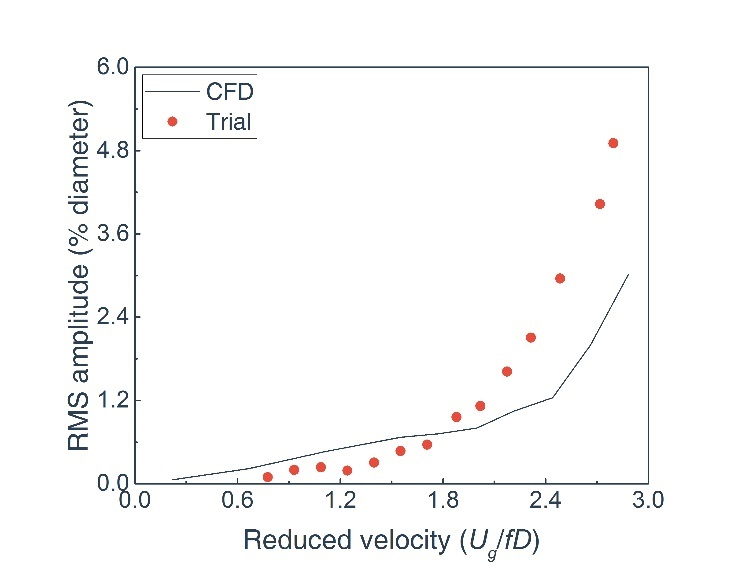 6.0
4.8
3.6
2.4
1.2
0.0
RMS amplitude (% diameter)
CFD
Trial
0.0 0.6 1.2 1.8 2.4 3.0
Reduced velocity (Ug/fD)